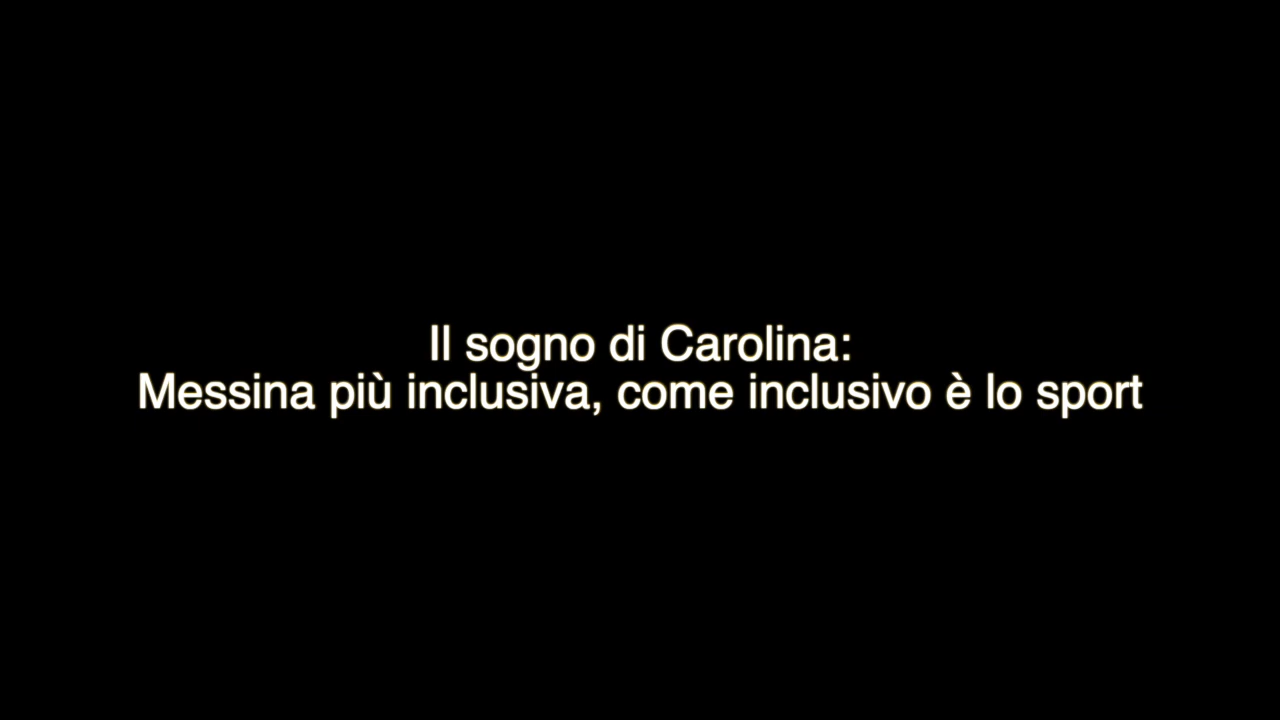 Il sogno di Carolina:
Messina più inclusiva, come inclusivo è lo sport